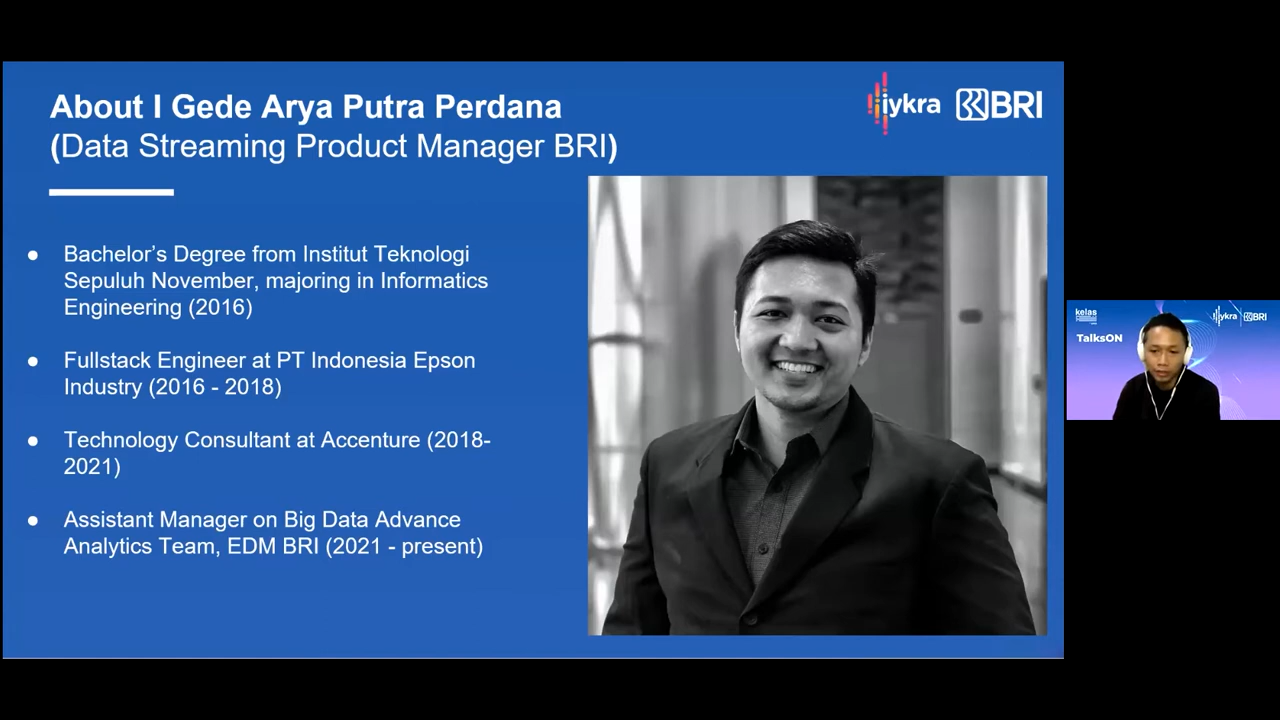 About I Gede Arya Putra Perdana
(Data Streaming Product Manager BRI)
iykra BRI
● Bachelor's Degree from Institut Teknologi
Sepuluh November, majoring in Informatics
Engineering (2016)
● Fullstack Engineer at PT Indonesia Epson
Industry (2016 - 2018)
● Technology Consultant at Accenture (2018-
2021)
● Assistant Manager on Big Data Advance
Analytics Team, EDM BRI (2021 - present)
kelas
iykra BRI
TalksON